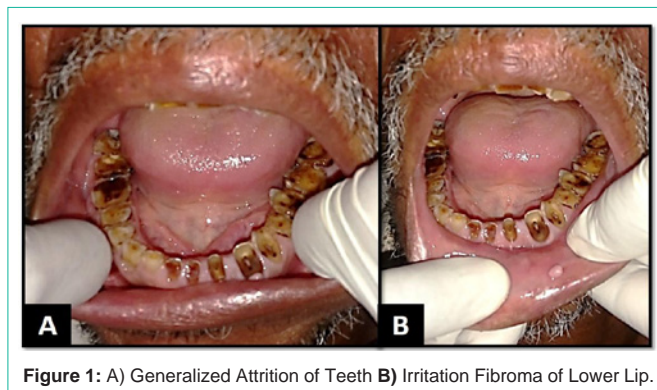 A
B
Figure 1: A) Generalized Attrition of Teeth B) Irritation Fibroma of Lower Lip.